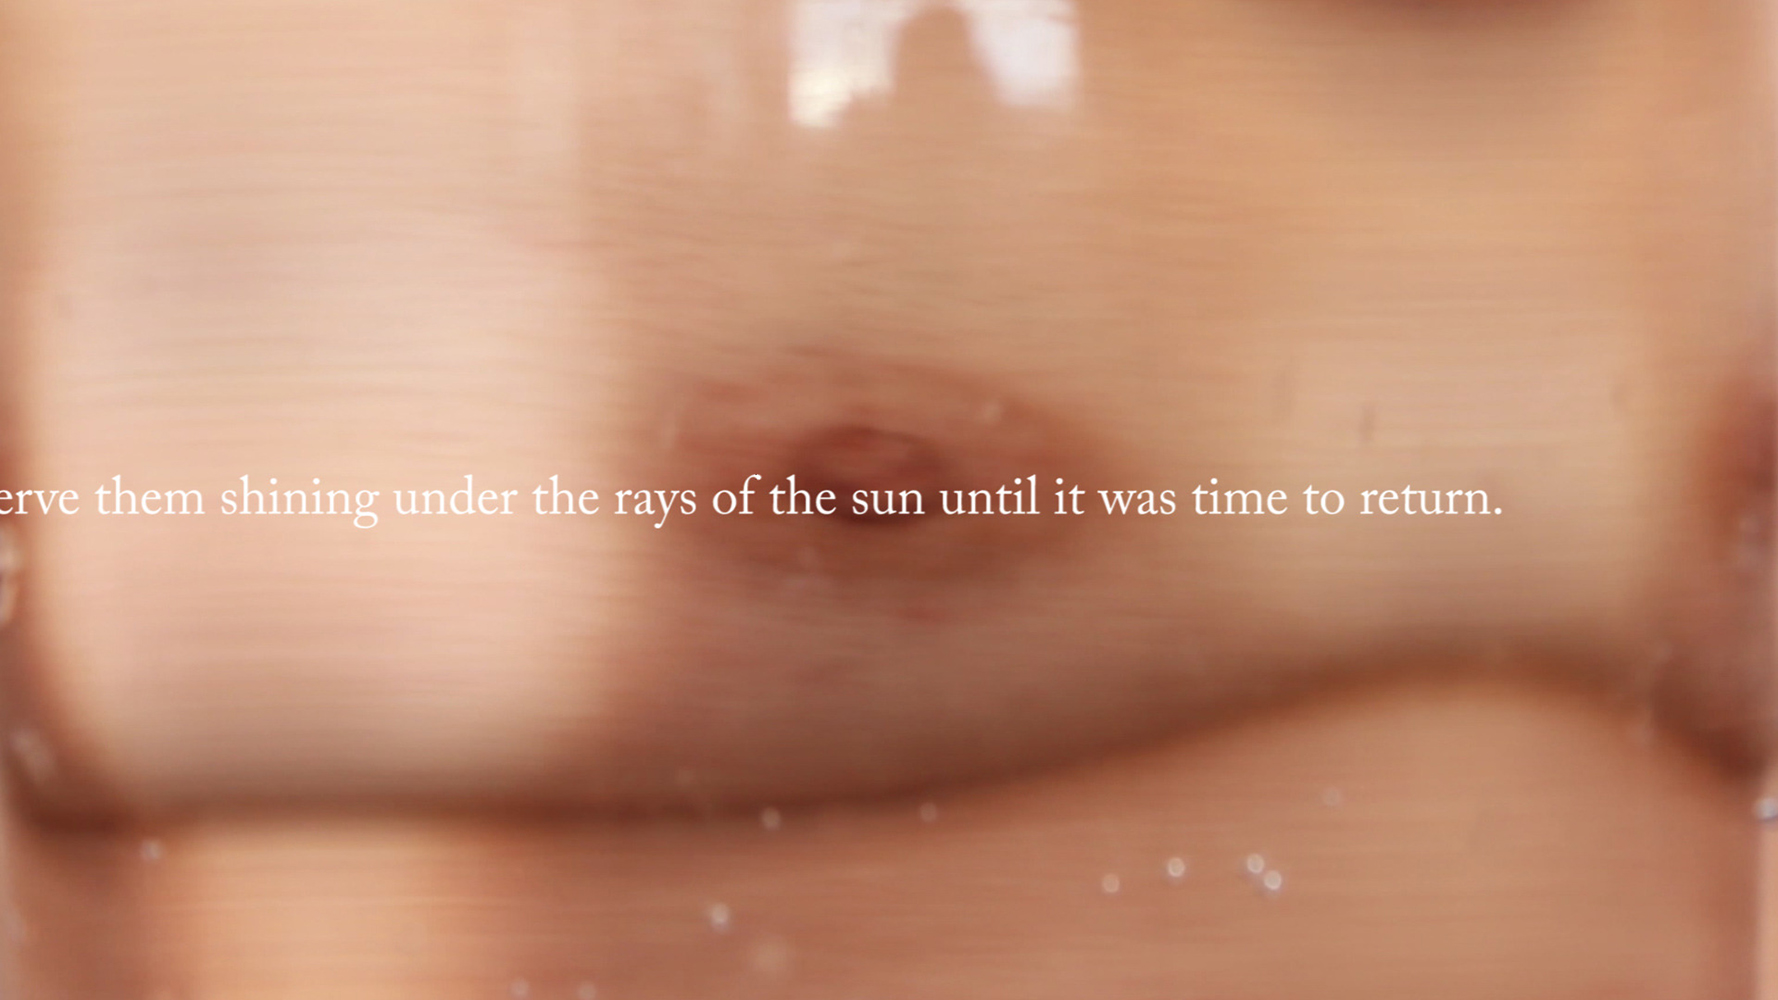 erve them shining under the rays of the sun until it was time to return.